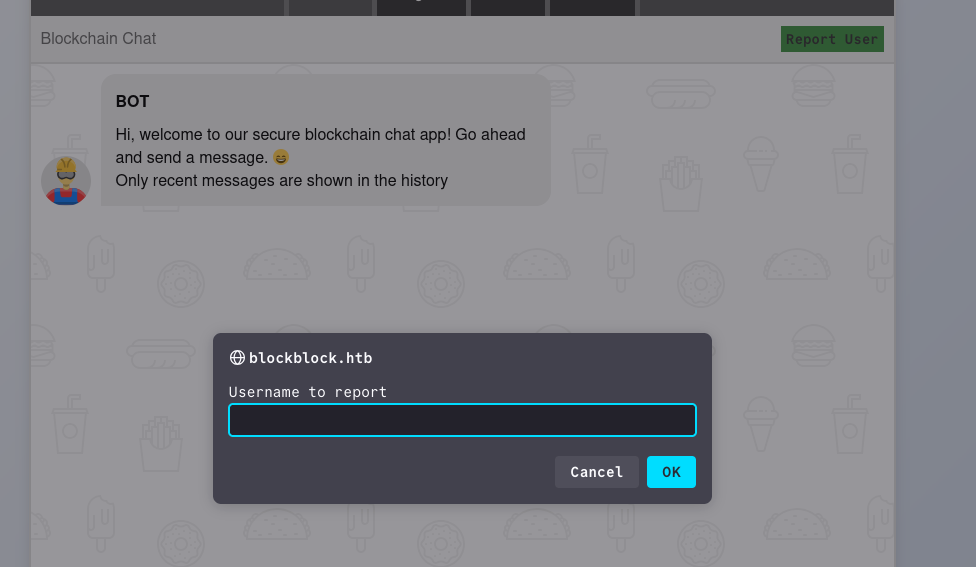 Blockchain Chat
Report User
BOT
Hi, welcome to our secure blockchain chat app! Go ahead
and send a message. 😄
Only recent messages are shown in the history
blockblock.htb
Username to report
Cancel
OK